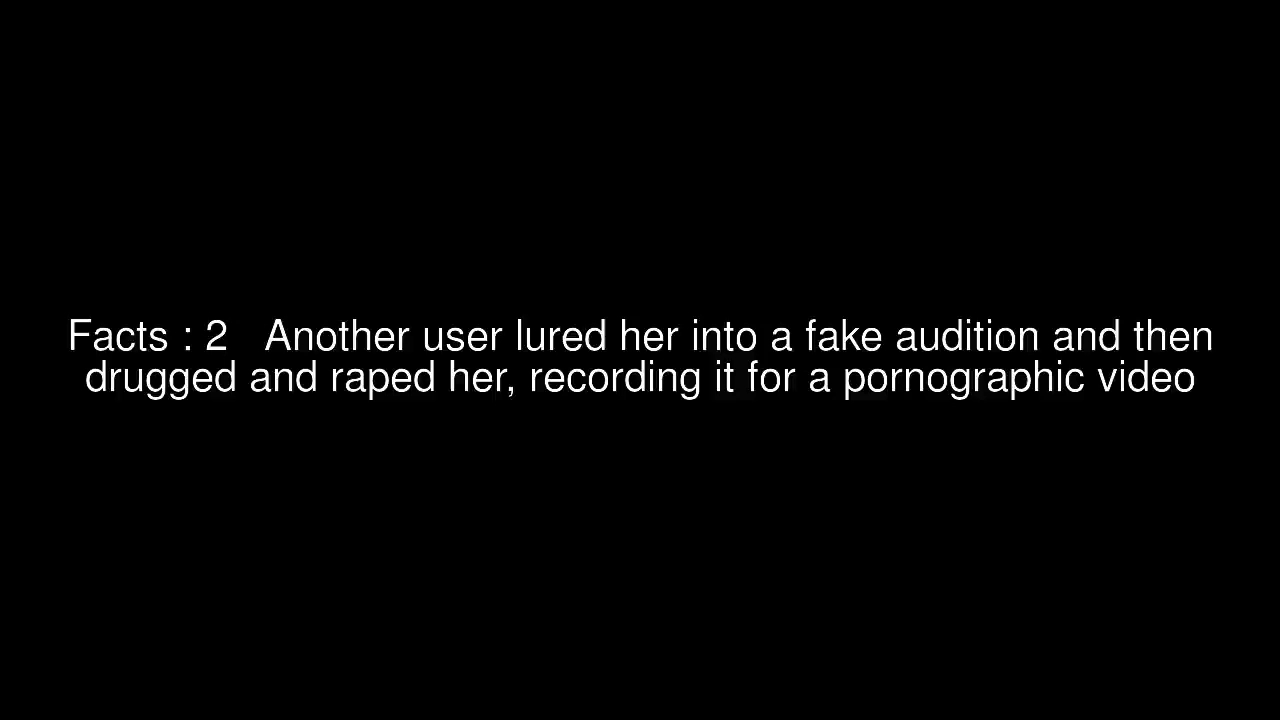 Facts : 2   Another user lured her into a fake audition and then
drugged and raped her, recording it for a pornographic video